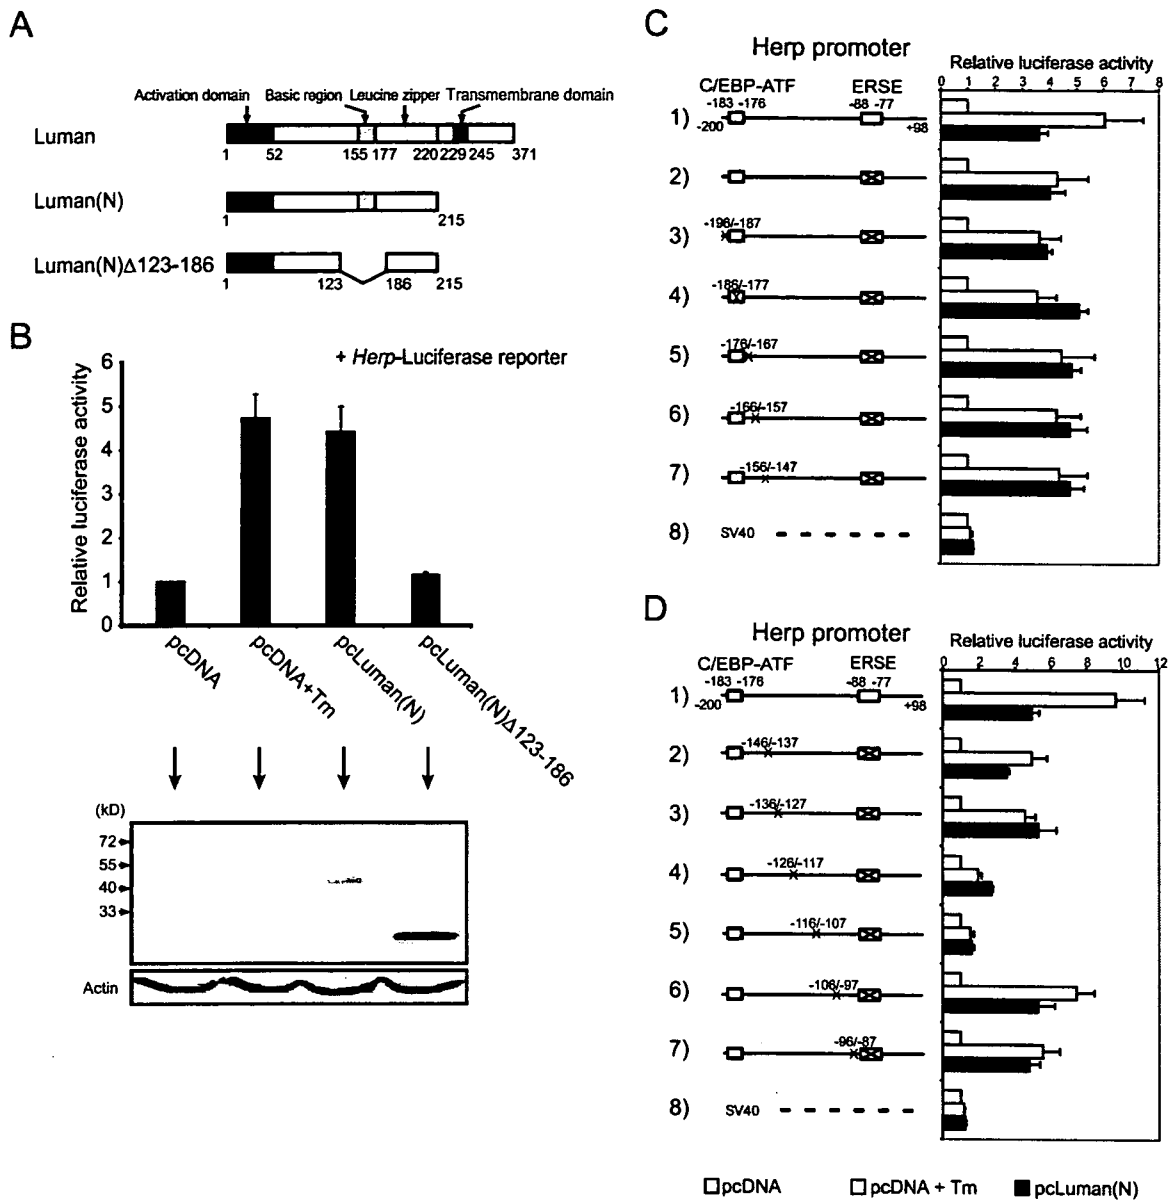 A
Activation domain Basic region Leucine zipper Transmembrane domain
Luman
1 52 155 177 220 229 245 371
Luman(N)
1 215
Luman(N)Δ123-186
1 123 186 215
B
+ Herp-Luciferase reporter
Relative luciferase activity
6
5
4
3
2
1
0
pcDNA
pcDNA+Tm
pcLuman(N)
pcLuman(N)Δ123-186
(kD)
72
55
40
33
Actin
C
Herp promoter
Relative luciferase activity
0 1 2 3 4 5 6 7 8
C/EBP-ATF ERSE
-183 -176 -88 -77
1) -200 +98
2)
3) -196/-187
4) -186/-177
5) -176/-167
6) -166/-157
7) -156/-147
8) SV40
D
Herp promoter
Relative luciferase activity
0 2 4 6 8 10 12
C/EBP-ATF ERSE
-183 -176 -88 -77
1) -200 +98
2) -146/-137
3) -136/-127
4) -126/-117
5) -116/-107
6) -106/-97
7) -96/-87
8) SV40
pcDNA pcDNA + Tm pcLuman(N)